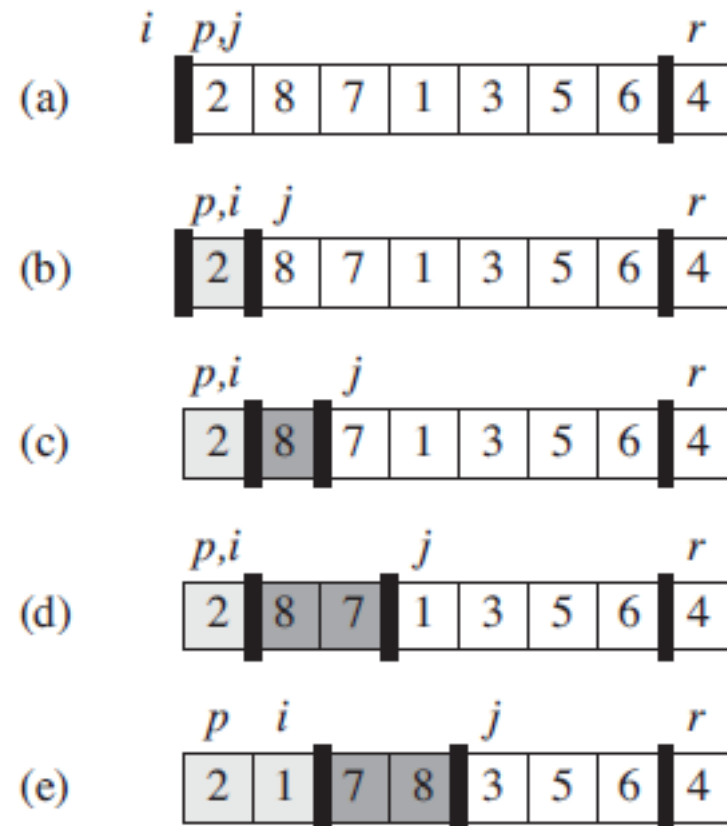 i p,j r
(a) 2 8 7 1 3 5 6 4
p,i j r
(b) 2 8 7 1 3 5 6 4
p,i j r
(c) 2 8 7 1 3 5 6 4
p,i j r
(d) 2 8 7 1 3 5 6 4
p i j r
(e) 2 1 7 8 3 5 6 4